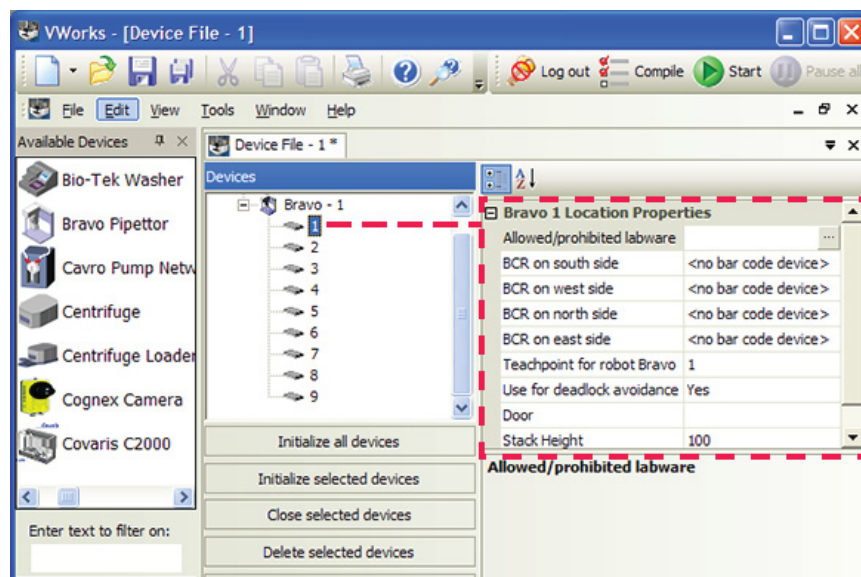 VWorks - [Device File - 1]
Log out Compile Start Pause all
File Edit View Tools Window Help
Available Devices
Bio-Tek Washer
Bravo Pipettor
Cavro Pump Netw
Centrifuge
Centrifuge Loader
Cognex Camera
Covaris C2000
Enter text to filter on:
Device File - 1 *
Devices
Bravo - 1
1
2
3
4
5
6
7
8
9
Initialize all devices
Initialize selected devices
Close selected devices
Delete selected devices
Bravo 1 Location Properties
Allowed/prohibited labware ...
BCR on south side <no bar code device>
BCR on west side <no bar code device>
BCR on north side <no bar code device>
BCR on east side <no bar code device>
Teachpoint for robot Bravo 1
Use for deadlock avoidance Yes
Door
Stack Height 100
Allowed/prohibited labware